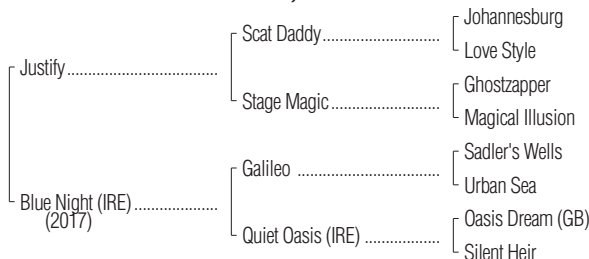 Johannesburg
Scat Daddy
Love Style
Justify
Ghostzapper
Stage Magic
Magical Illusion
Sadler's Wells
Galileo
Urban Sea
Blue Night (IRE)
(2017)
Oasis Dream (GB)
Quiet Oasis (IRE)
Silent Heir